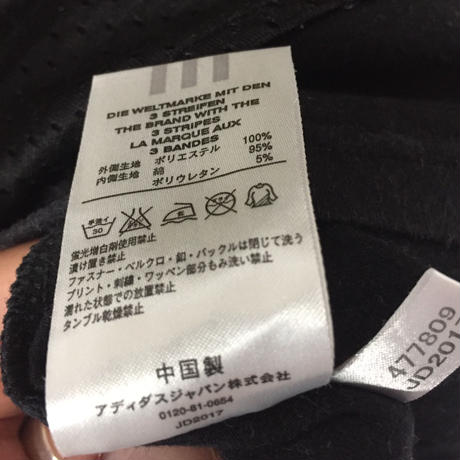 DIE WELTMARKE MIT DEN
3 STREIFEN
THE BRAND WITH THE
3 STRIPES
LA MARQUE AUX
3 BANDES
外側生地 ポリエステル 100%
内側生地 綿 95%
ポリウレタン 5%
手洗イ
30
蛍光増白剤使用禁止
漬け置き禁止
ファスナー・ベルクロ・釦・バックルは閉じて洗う
プリント・刺繍・ワッペン部分もみ洗い禁止
濡れた状態での放置禁止
タンブル乾燥禁止
中国製
アディダスジャパン株式会社
0120-81-0654
JD2017
477809
JD2017